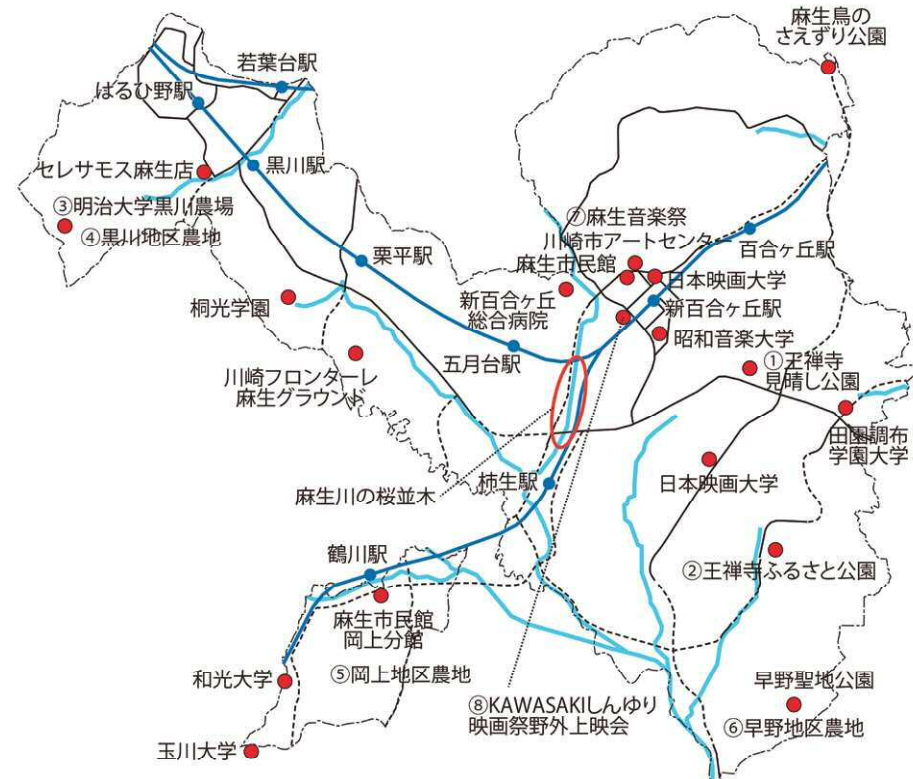 麻生鳥の
さえずり公園
若葉台駅
はるひ野駅
黒川駅
セレサモス麻生店
③明治大学黒川農場
④黒川地区農地
⑦麻生音楽祭
川崎市アートセンター
百合ヶ丘駅
麻生市民館
日本映画大学
栗平駅
新百合ヶ丘
総合病院
新百合ヶ丘駅
桐光学園
昭和音楽大学
五月台駅
①王禅寺
見晴し公園
川崎フロンターレ
麻生グラウンド
田園調布
学園大学
柿生駅
日本映画大学
麻生川の桜並木
鶴川駅
②王禅寺ふるさと公園
麻生市民館
岡上分館
和光大学
⑤岡上地区農地
早野聖地公園
⑧KAWASAKIしんゆり
映画祭野外上映会
⑥早野地区農地
玉川大学